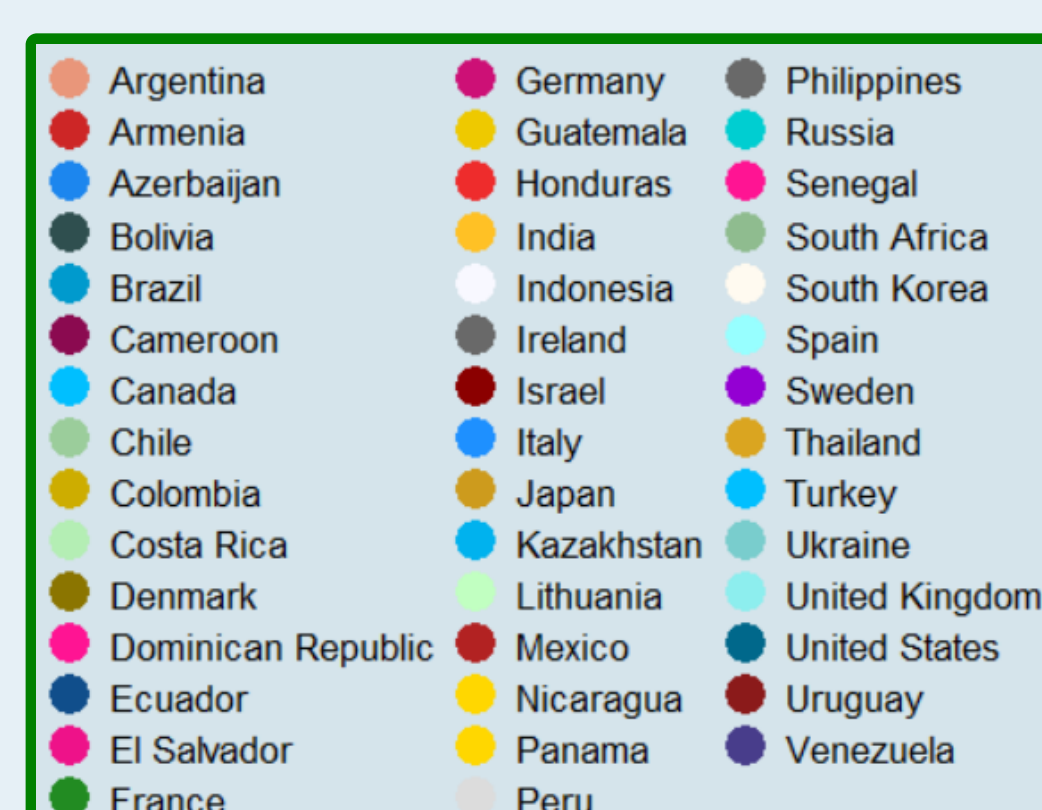 Argentina
Armenia
Azerbaijan
Bolivia
Brazil
Cameroon
Canada
Chile
Colombia
Costa Rica
Denmark
Dominican Republic
Ecuador
El Salvador
France
Germany
Guatemala
Honduras
India
Indonesia
Ireland
Israel
Italy
Japan
Kazakhstan
Lithuania
Mexico
Nicaragua
Panama
Peru
Philippines
Russia
Senegal
South Africa
South Korea
Spain
Sweden
Thailand
Turkey
Ukraine
United Kingdom
United States
Uruguay
Venezuela